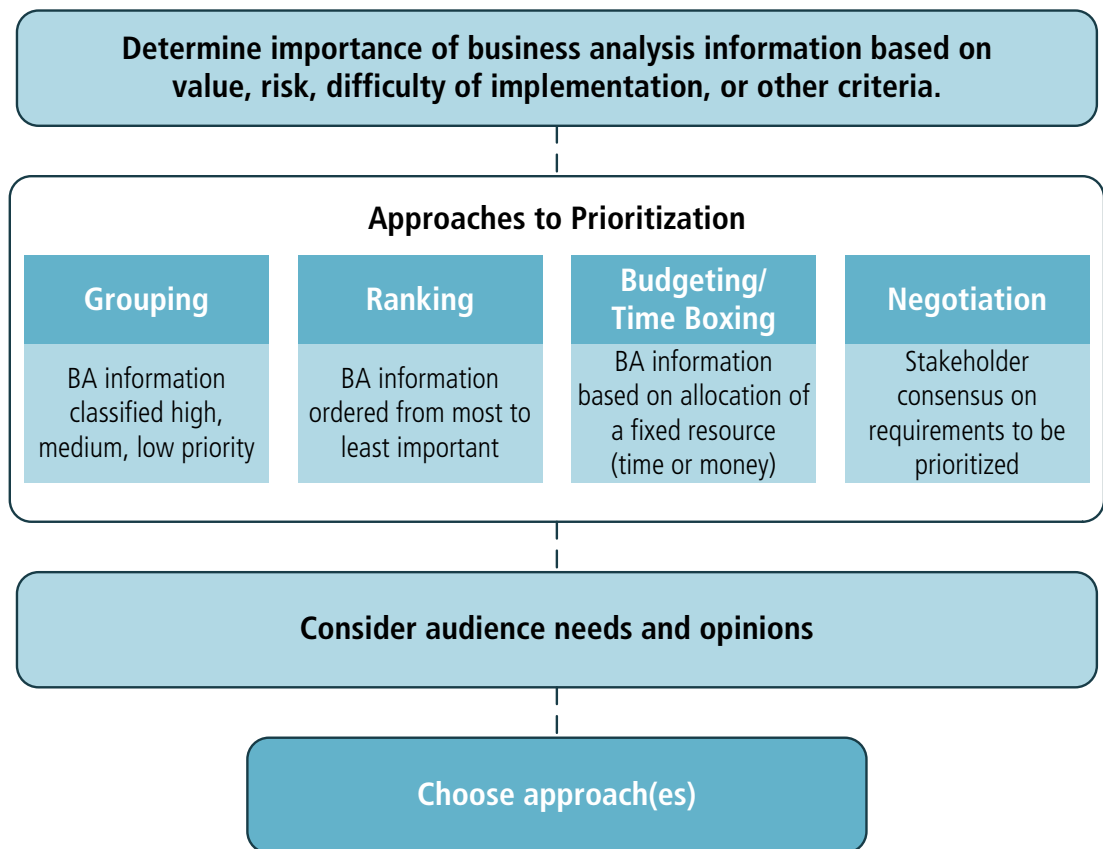 Determine importance of business analysis information based on
value, risk, difficulty of implementation, or other criteria.
Approaches to Prioritization
Grouping
BA information
classified high,
medium, low priority
Ranking
BA information
ordered from most to
least important
Budgeting/
Time Boxing
BA information
based on allocation of
a fixed resource
(time or money)
Negotiation
Stakeholder
consensus on
requirements to be
prioritized
Consider audience needs and opinions
Choose approach(es)